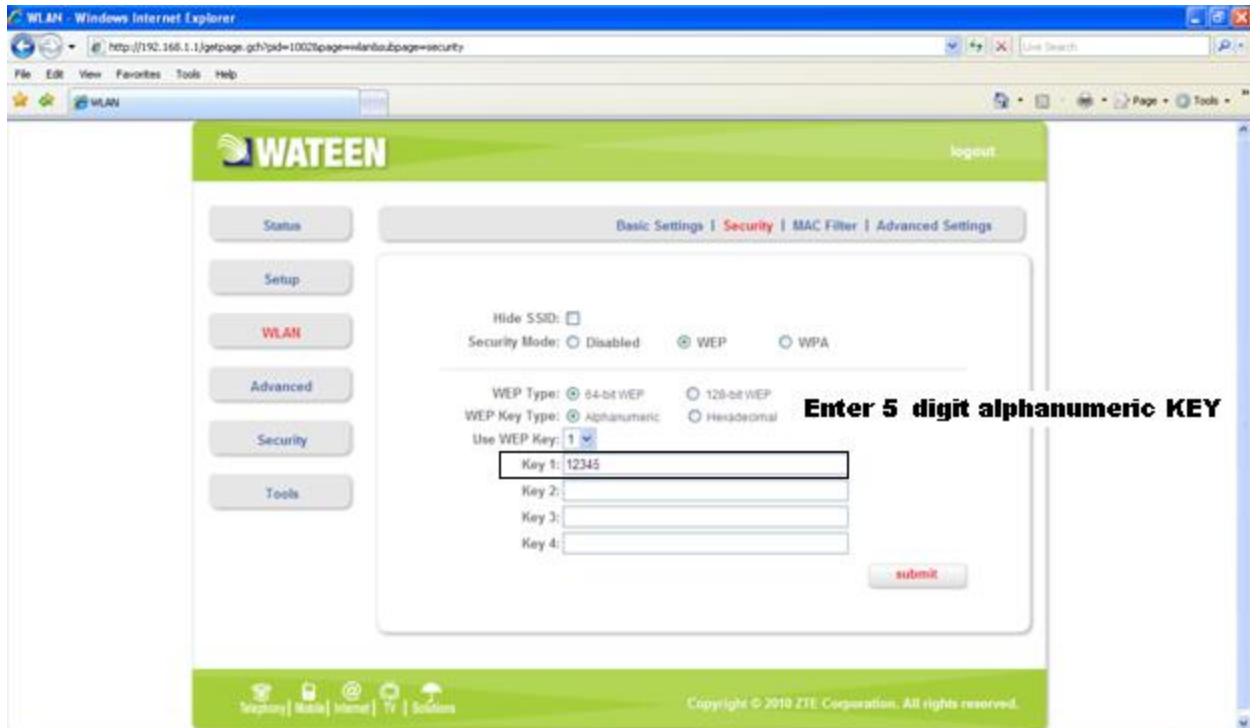 WLAN - Windows Internet Explorer
http://192.168.1.1/getpage.gch?pid=1002&page=wlan&subpage=security
Live Search
File Edit View Favorites Tools Help
WLAN
Page Tools
WATEEN
logout
Status
Basic Settings | Security | MAC Filter | Advanced Settings
Setup
WLAN
Advanced
Security
Tools
Hide SSID:
Security Mode: Disabled WEP WPA
WEP Type: 64-bit WEP 128-bit WEP
WEP Key Type: Alphanumeric Hexadecimal
Enter 5 digit alphanumeric KEY
Use WEP Key: 1
Key 1: 12345
Key 2:
Key 3:
Key 4:
submit
Telephony | Mobile | Internet | TV | Solutions
Copyright © 2010 ZTE Corporation. All rights reserved.